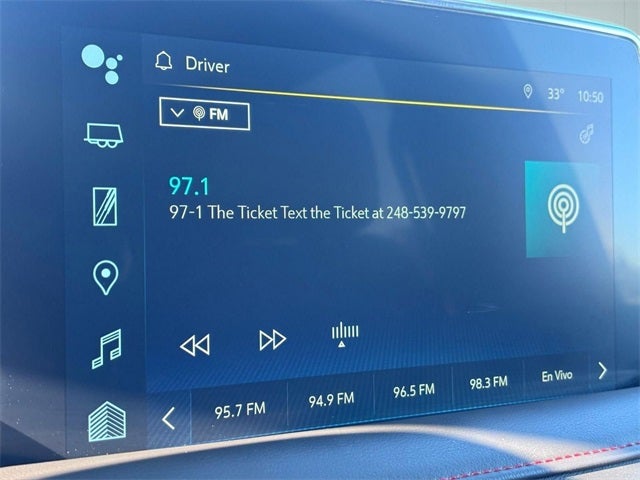 Driver
33° 10:50
FM
97.1
97-1 The Ticket Text the Ticket at 248-539-9797
95.7 FM 94.9 FM 96.5 FM 98.3 FM En Vivo